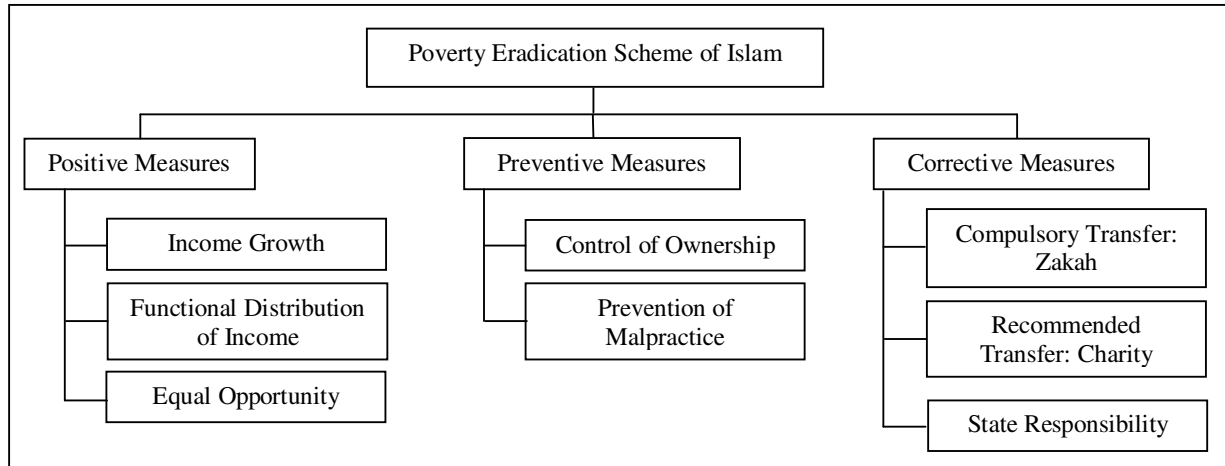 Poverty Eradication Scheme of Islam
Positive Measures
Income Growth
Functional Distribution
of Income
Equal Opportunity
Preventive Measures
Control of Ownership
Prevention of
Malpractice
Corrective Measures
Compulsory Transfer:
Zakah
Recommended
Transfer: Charity
State Responsibility